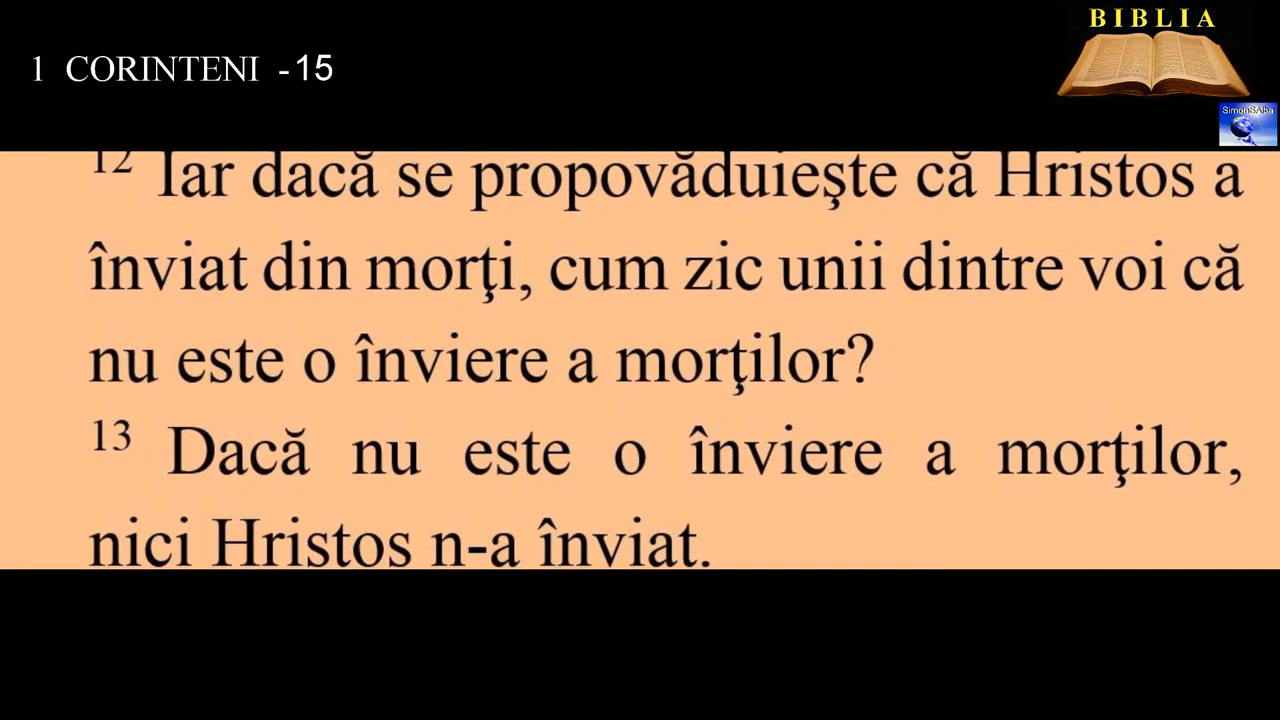 BIBLIA
1 CORINTENI - 15
SimonSAlba
12 Iar dacă se propovăduieşte că Hristos a
înviat din morţi, cum zic unii dintre voi că
nu este o înviere a morţilor?
13 Dacă nu este o înviere a morţilor,
nici Hristos n-a înviat.